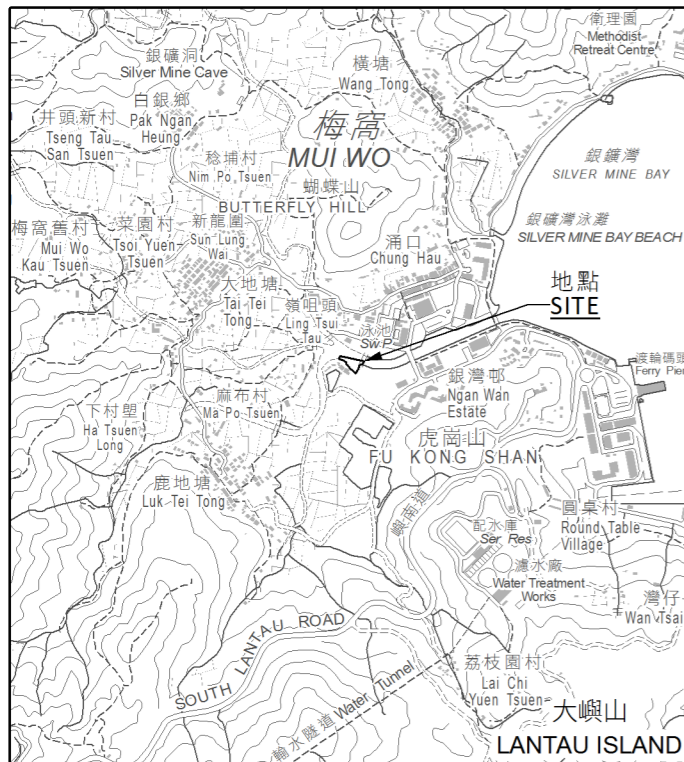 衛理園
Methodist
Retreat Centre
銀礦洞
Silver Mine Cave
橫塘
Wang Tong
白銀鄉
Pak Ngan
Heung
井頭新村
Tseng Tau
San Tsuen
梅窩
MUI WO
稔埔村
Nim Po Tsuen
銀鑛灣
SILVER MINE BAY
蝴蝶山
BUTTERFLY HILL
銀鑛灣泳灘
SILVER MINE BAY BEACH
梅窩舊村
Mui Wo
Kau Tsuen
菜園村
Tsoi Yuen
Tsuen
新龍圍
Sun Lung
Wai
涌口
Chung Hau
大地塘
Tai Tei
Tong
嶺咀頭
Ling Tsui
Tau
泳池
Sw P
地點
SITE
渡輪碼頭
Ferry Pier
銀灣邨
Ngan Wan
Estate
麻布村
Ma Po Tsuen
下村塱
Ha Tsuen
Long
虎崗山
FU KONG SHAN
鹿地塘
Luk Tei Tong
嶼南道
配水庫
Ser Res
圓桌村
Round Table
Village
濾水廠
Water Treatment
Works
灣仔
Wan Tsai
SOUTH LANTAU ROAD
輸水隧道 Water Tunnel
荔枝園村
Lai Chi
Yuen Tsuen
大嶼山
LANTAU ISLAND